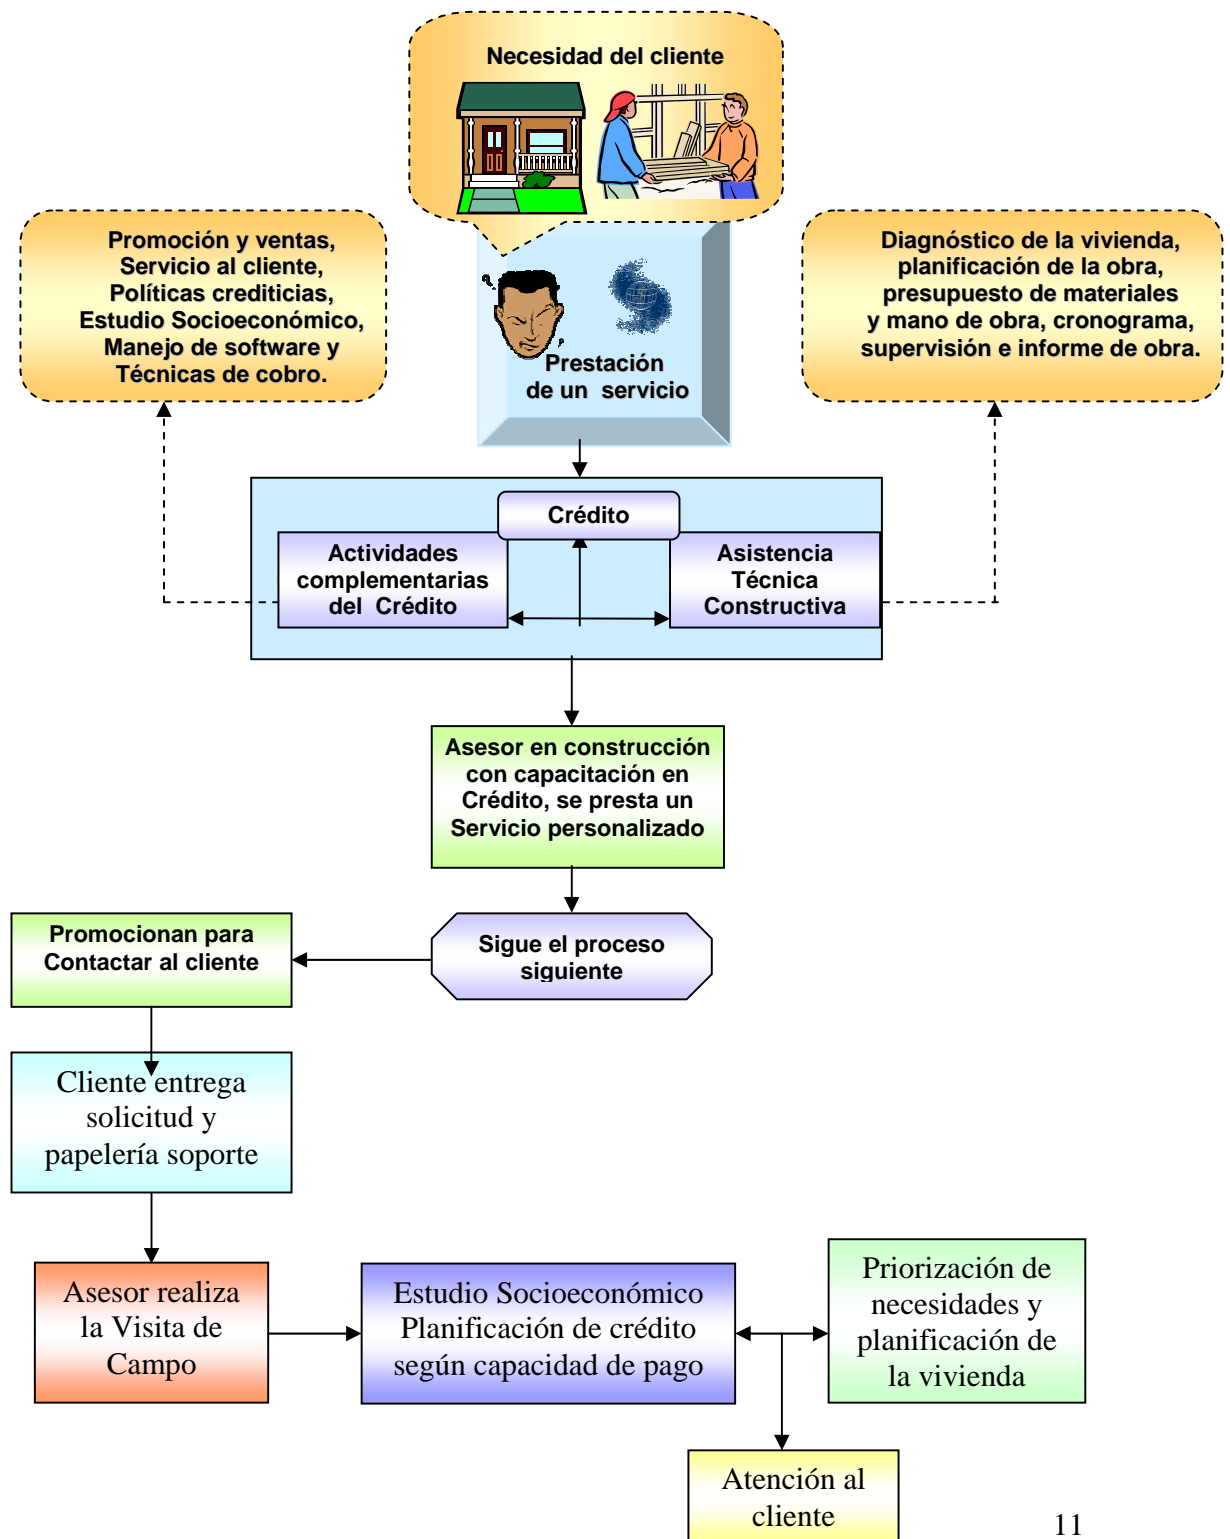 Necesidad del cliente
Promoción y ventas,
Servicio al cliente,
Políticas crediticias,
Estudio Socioeconómico,
Manejo de software y
Técnicas de cobro.
Diagnóstico de la vivienda,
planificación de la obra,
presupuesto de materiales
y mano de obra, cronograma,
supervisión e informe de obra.
Prestación
de un servicio
Crédito
Actividades
complementarias
del Crédito
Asistencia
Técnica
Constructiva
Asesor en construcción
con capacitación en
Crédito, se presta un
Servicio personalizado
Sigue el proceso
siguiente
Promocionan para
Contactar al cliente
Cliente entrega
solicitud y
papelería soporte
Asesor realiza
la Visita de
Campo
Estudio Socioeconómico
Planificación de crédito
según capacidad de pago
Priorización de
necesidades y
planificación de
la vivienda
Atención al
cliente
11